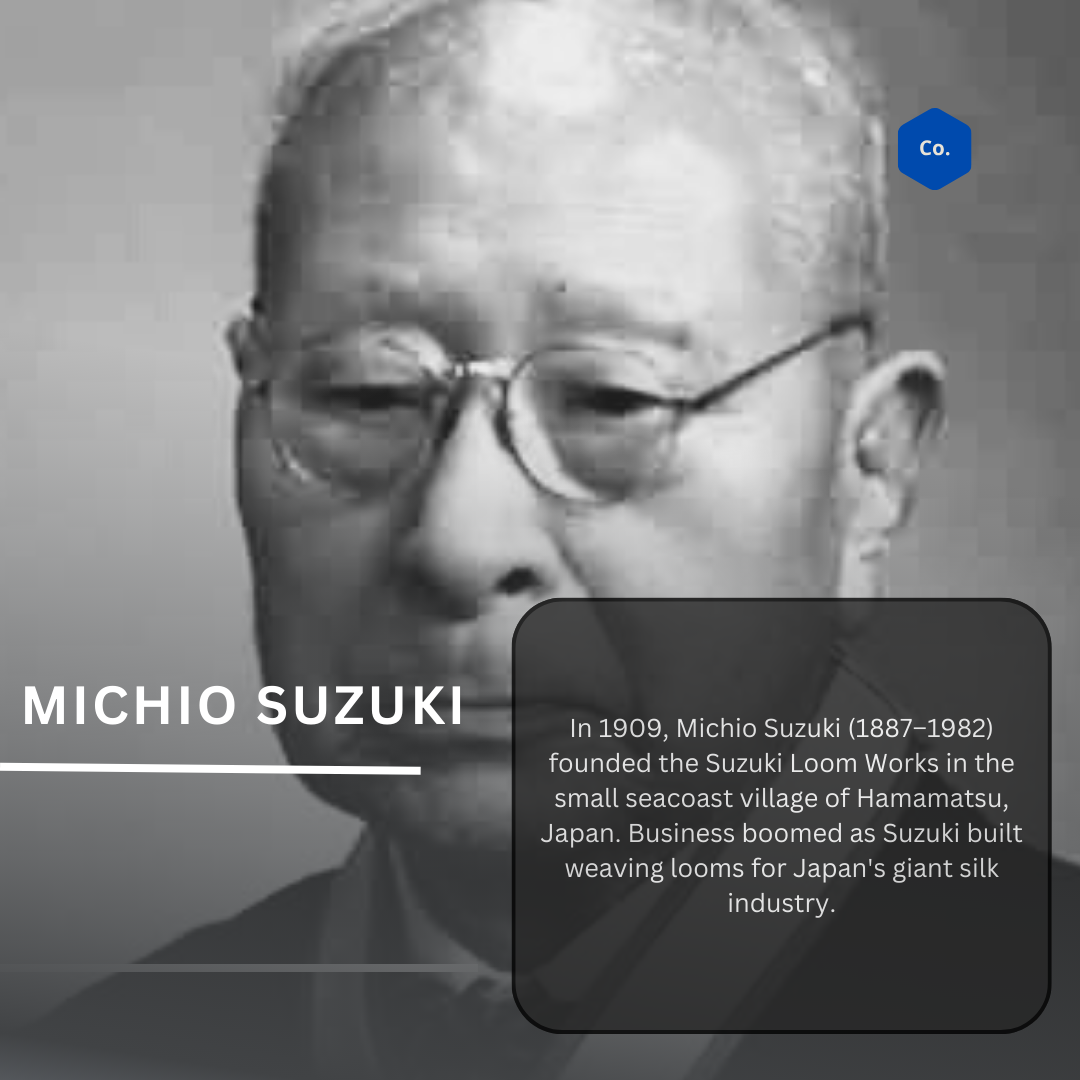 Co.
MICHIO SUZUKI
In 1909, Michio Suzuki (1887–1982)
founded the Suzuki Loom Works in the
small seacoast village of Hamamatsu,
Japan. Business boomed as Suzuki built
weaving looms for Japan's giant silk
industry.